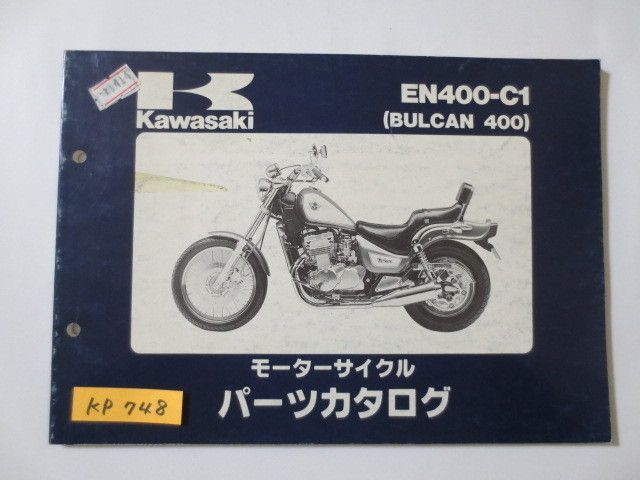 Kawasaki
EN400-C1
(BULCAN 400)
モーターサイクル
パーツカタログ
KP 748